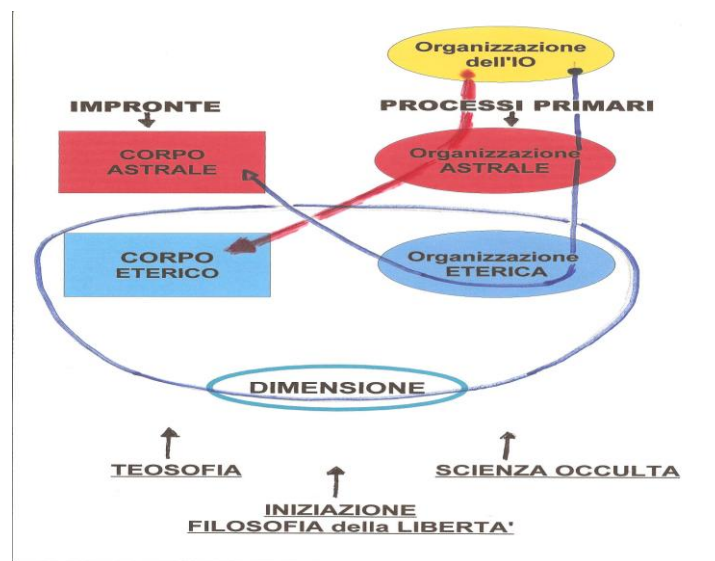 Organizzazione
dell'IO
IMPRONTE
PROCESSI PRIMARI
CORPO
ASTRALE
Organizzazione
ASTRALE
CORPO
ETERICO
Organizzazione
ETERICA
DIMENSIONE
TEOSOFIA
SCIENZA OCCULTA
INIZIAZIONE
FILOSOFIA della LIBERTA'